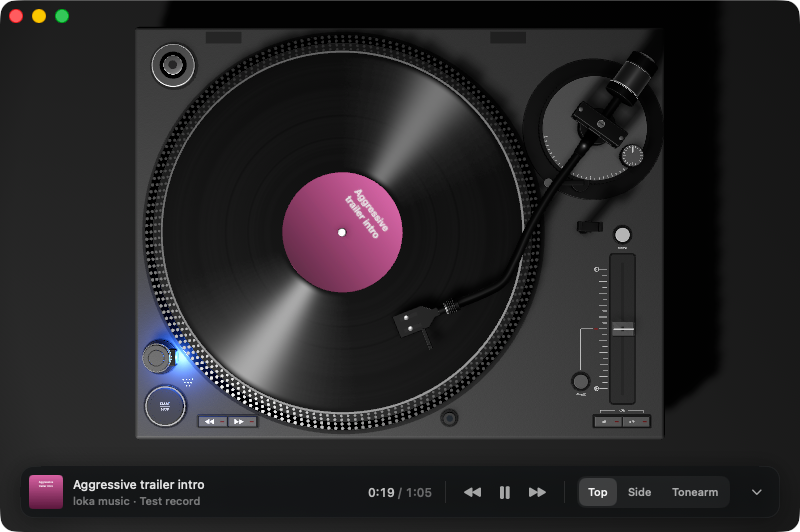 Aggressive
trailer intro
Aggressive trailer intro
loka music · Test record
0:19 / 1:05
Top
Side
Tonearm